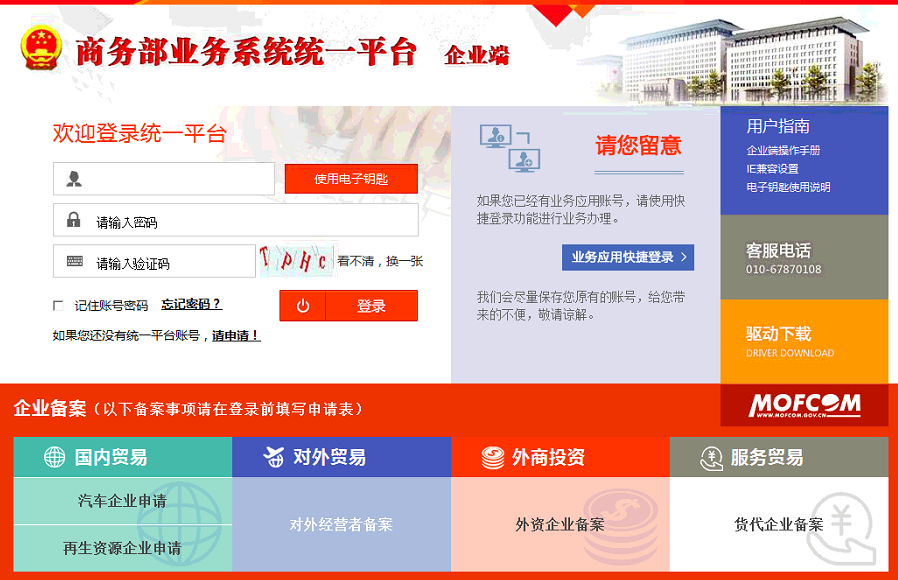 商务部业务系统统一平台 企业端
欢迎登录统一平台
使用电子钥匙
请输入密码
请输入验证码
TPHc
看不清，换一张
记住账号密码 忘记密码？
登录
如果您还没有统一平台账号，请申请！
请您留意
如果您已经有业务应用账号，请使用快
捷登录功能进行业务办理。
业务应用快捷登录 >
我们会尽量保存您原有的账号，给您带
来的不便，敬请谅解。
用户指南
企业端操作手册
IE兼容设置
电子钥匙使用说明
客服电话
010-67870108
驱动下载
DRIVER DOWNLOAD
MOFCOM
WWW.MOFCOM.GOV.CN
企业备案（以下备案事项请在登录前填写申请表）
国内贸易
汽车企业申请
再生资源企业申请
对外贸易
对外经营者备案
外商投资
外资企业备案
服务贸易
货代企业备案